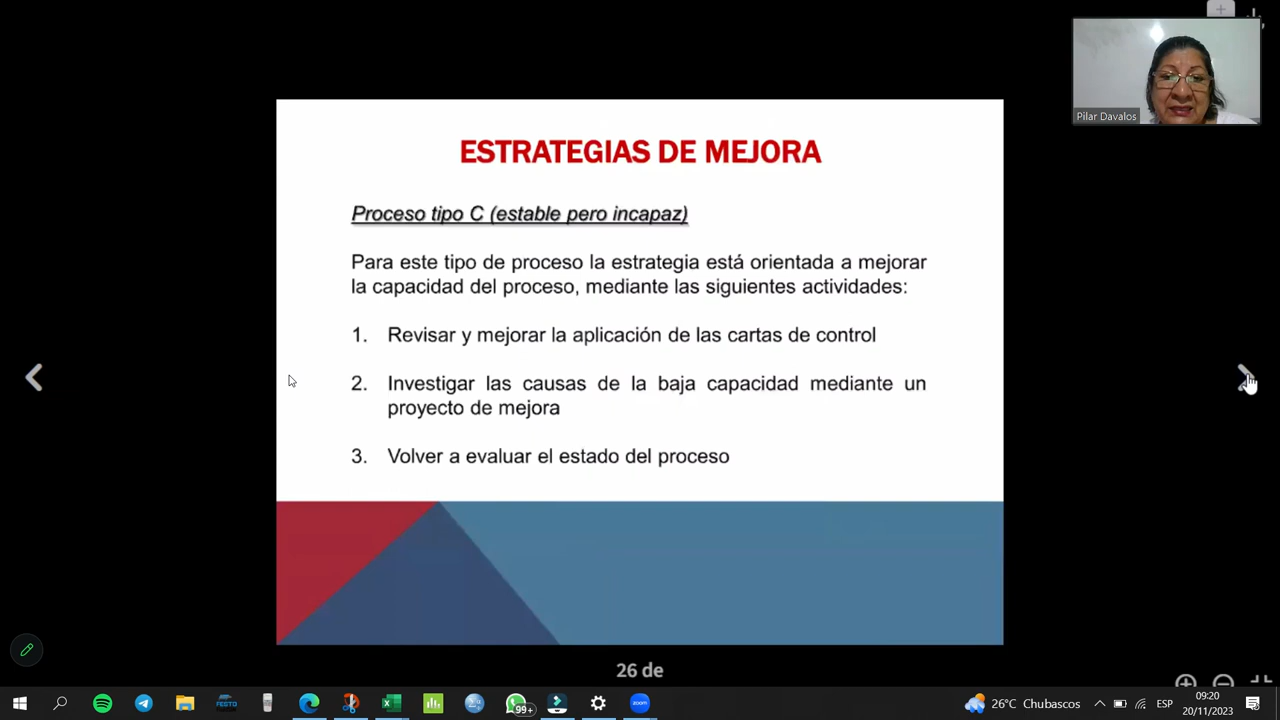 Pilar Davalos
ESTRATEGIAS DE MEJORA
Proceso tipo C (estable pero incapaz)
Para este tipo de proceso la estrategia está orientada a mejorar
la capacidad del proceso, mediante las siguientes actividades:
1. Revisar y mejorar la aplicación de las cartas de control
2. Investigar las causas de la baja capacidad mediante un
proyecto de mejora
3. Volver a evaluar el estado del proceso
26 de
FESTO
99+
zoom
26°C Chubascos
ESP
09:20
20/11/2023